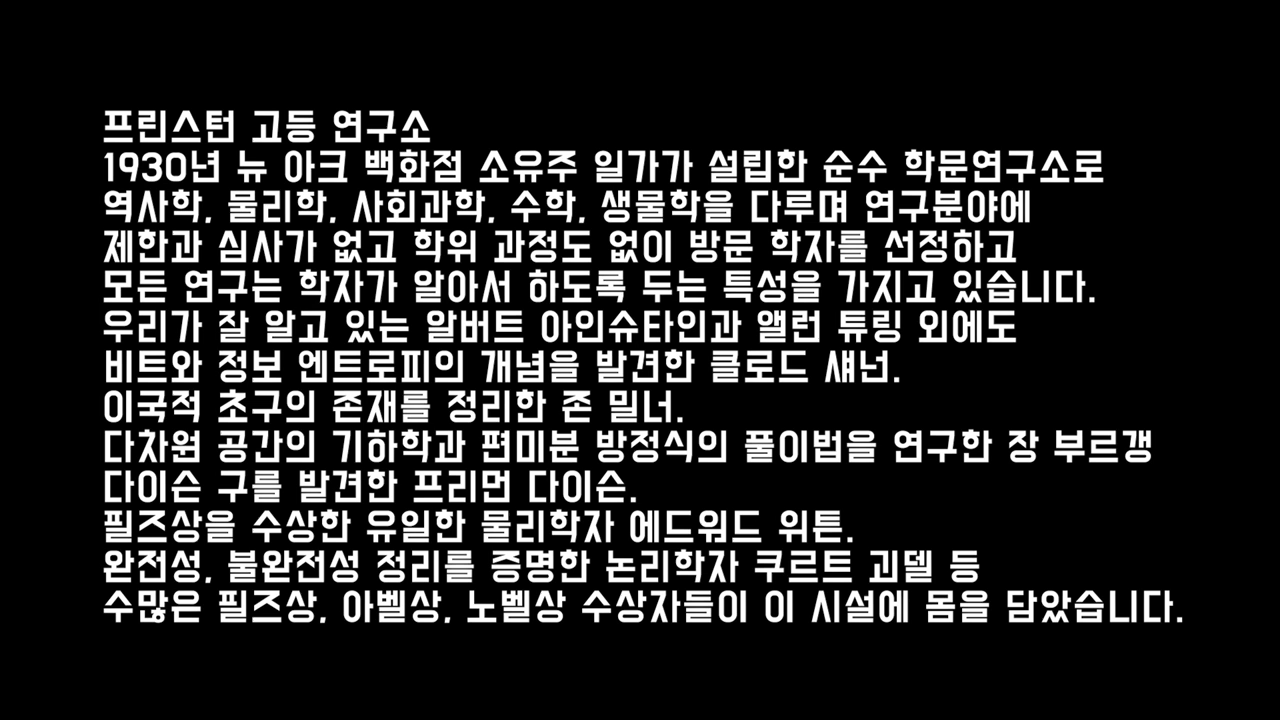 프린스턴 고등 연구소
1930년 뉴 아크 백화점 소유주 일가가 설립한 순수 학문연구소로
역사학, 물리학, 사회과학, 수학, 생물학을 다루며 연구분야에
제한과 심사가 없고 학위 과정도 없이 방문 학자를 선정하고
모든 연구는 학자가 알아서 하도록 두는 특성을 가지고 있습니다.
우리가 잘 알고 있는 알버트 아인슈타인과 앨런 튜링 외에도
비트와 정보 엔트로피의 개념을 발견한 클로드 섀넌.
이국적 초구의 존재를 정리한 존 밀너.
다차원 공간의 기하학과 편미분 방정식의 풀이법을 연구한 장 부르갱
다이슨 구를 발견한 프리먼 다이슨.
필즈상을 수상한 유일한 물리학자 에드워드 위튼.
완전성, 불완전성 정리를 증명한 논리학자 쿠르트 괴델 등
수많은 필즈상, 아벨상, 노벨상 수상자들이 이 시설에 몸을 담았습니다.